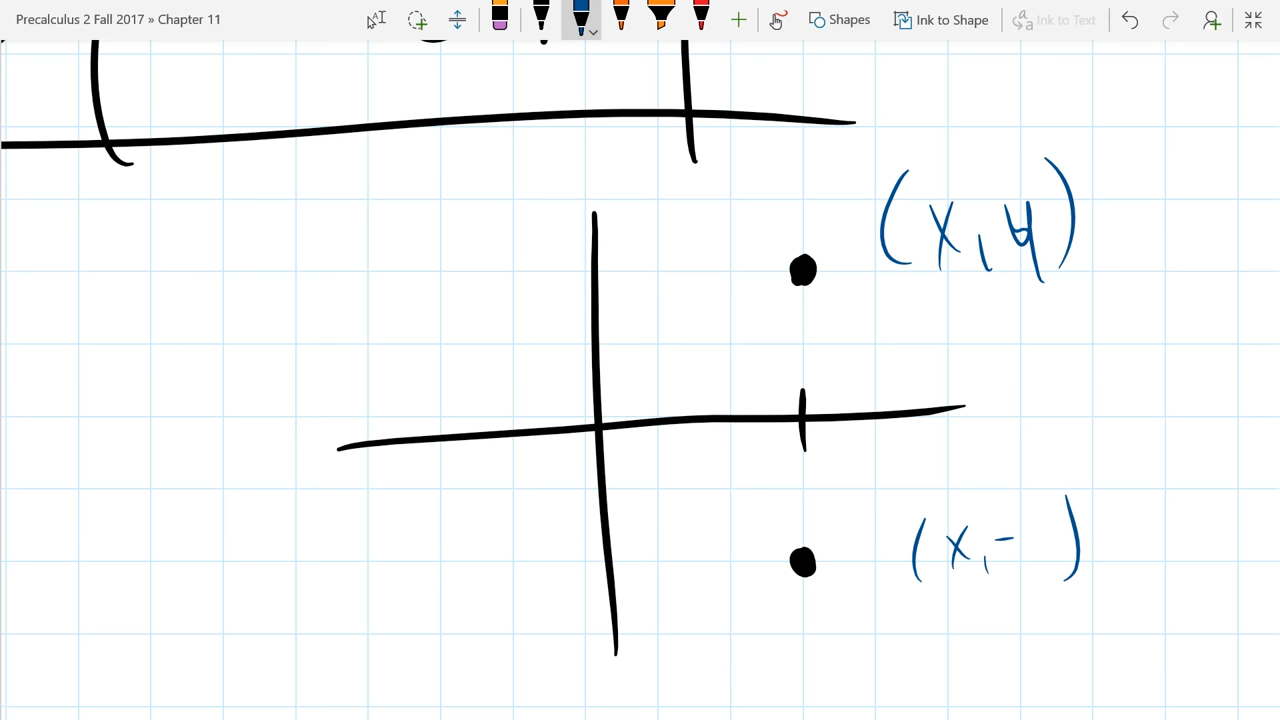 Precalculus 2 Fall 2017 » Chapter 11
Shapes
Ink to Shape
Ink to Text
(x, y)
(x, - )